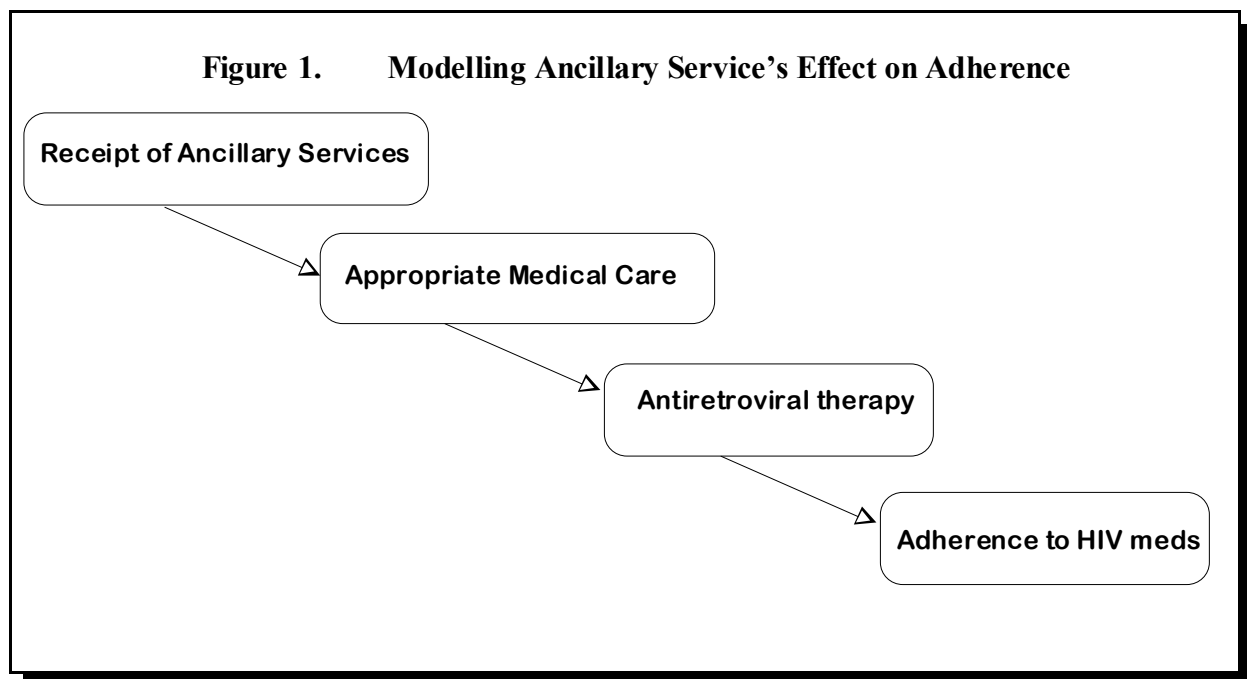 Figure 1. Modelling Ancillary Service’s Effect on Adherence
Receipt of Ancillary Services
Appropriate Medical Care
Antiretroviral therapy
Adherence to HIV meds